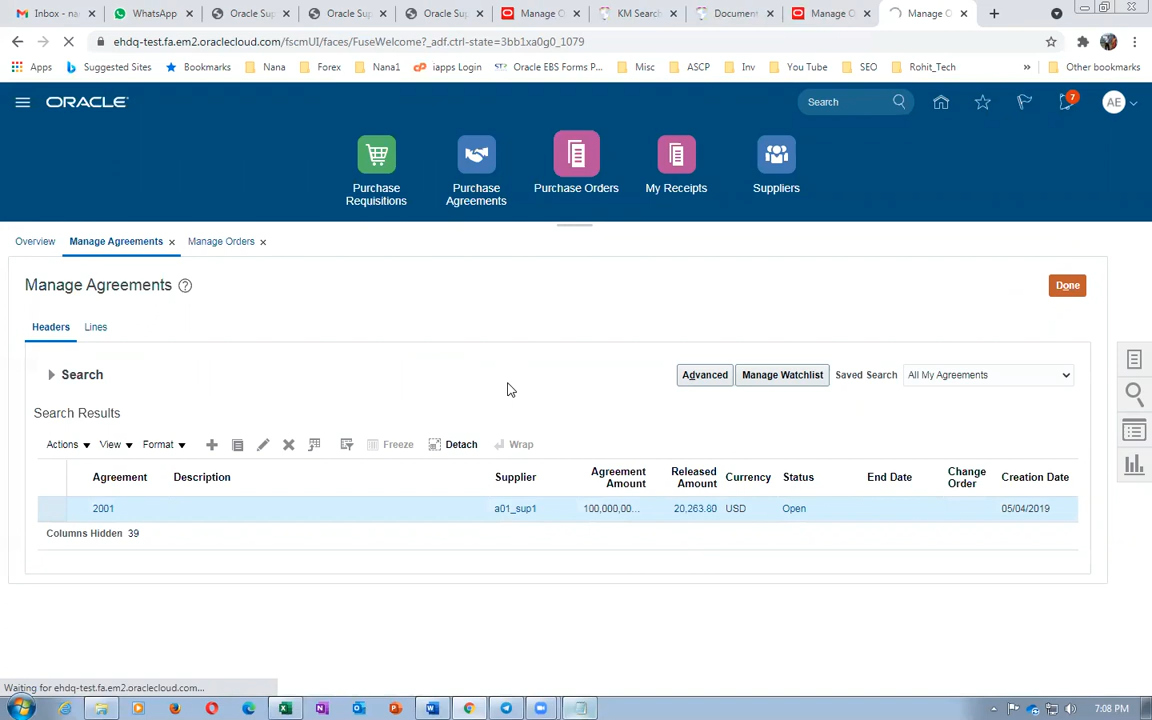 Inbox - na
WhatsApp
Oracle Sup
Oracle Sup
Oracle Sup
Manage O
KM Search
Document
Manage O
Manage O
ehdq-test.fa.em2.oraclecloud.com/fscmUI/faces/FuseWelcome?_adf.ctrl-state=3bb1xa0g0_1079
Apps
Suggested Sites
Bookmarks
Nana
Forex
Nana1
iapps Login
Oracle EBS Forms P...
Misc
ASCP
Inv
You Tube
SEO
Rohit_Tech
»
Other bookmarks
ORACLE
Search
7
AE
Purchase Requisitions
Purchase Agreements
Purchase Orders
My Receipts
Suppliers
Overview
Manage Agreements
Manage Orders
Manage Agreements
Done
Headers
Lines
Search
Advanced
Manage Watchlist
Saved Search
All My Agreements
Search Results
Actions
View
Format
Freeze
Detach
Wrap
Agreement
Description
Supplier
Agreement Amount
Released Amount
Currency
Status
End Date
Change Order
Creation Date
2001
a01_sup1
100,000,00...
20,263.80
USD
Open
05/04/2019
Columns Hidden 39
Waiting for ehdq-test.fa.em2.oraclecloud.com...
7:08 PM